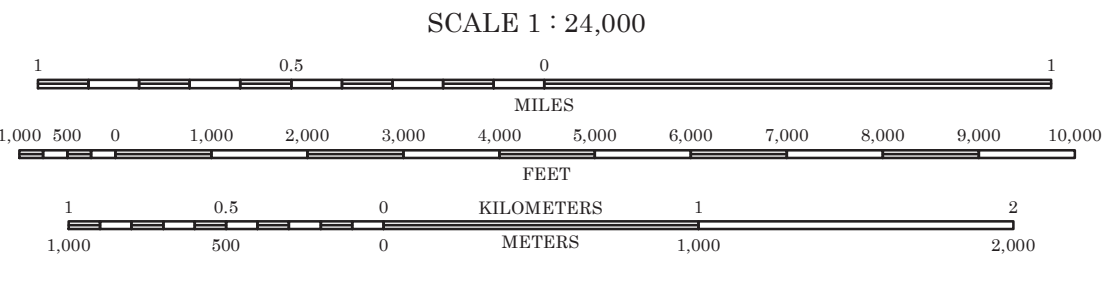 SCALE 1 : 24,000
1 0.5 0 1
MILES
1,000 500 0 1,000 2,000 3,000 4,000 5,000 6,000 7,000 8,000 9,000 10,000
FEET
1 0.5 0 KILOMETERS 1 2
1,000 500 0 METERS 1,000 2,000